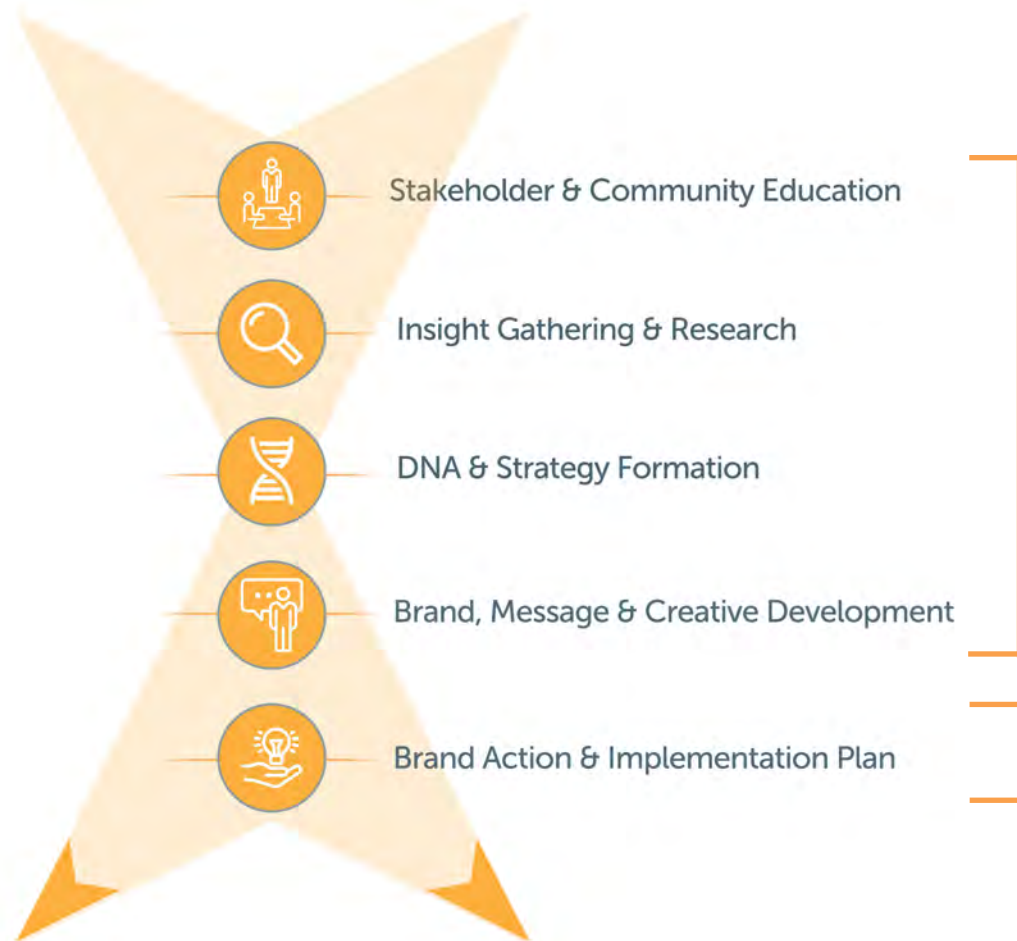 Stakeholder & Community Education
Insight Gathering & Research
DNA & Strategy Formation
Brand, Message & Creative Development
Brand Action & Implementation Plan